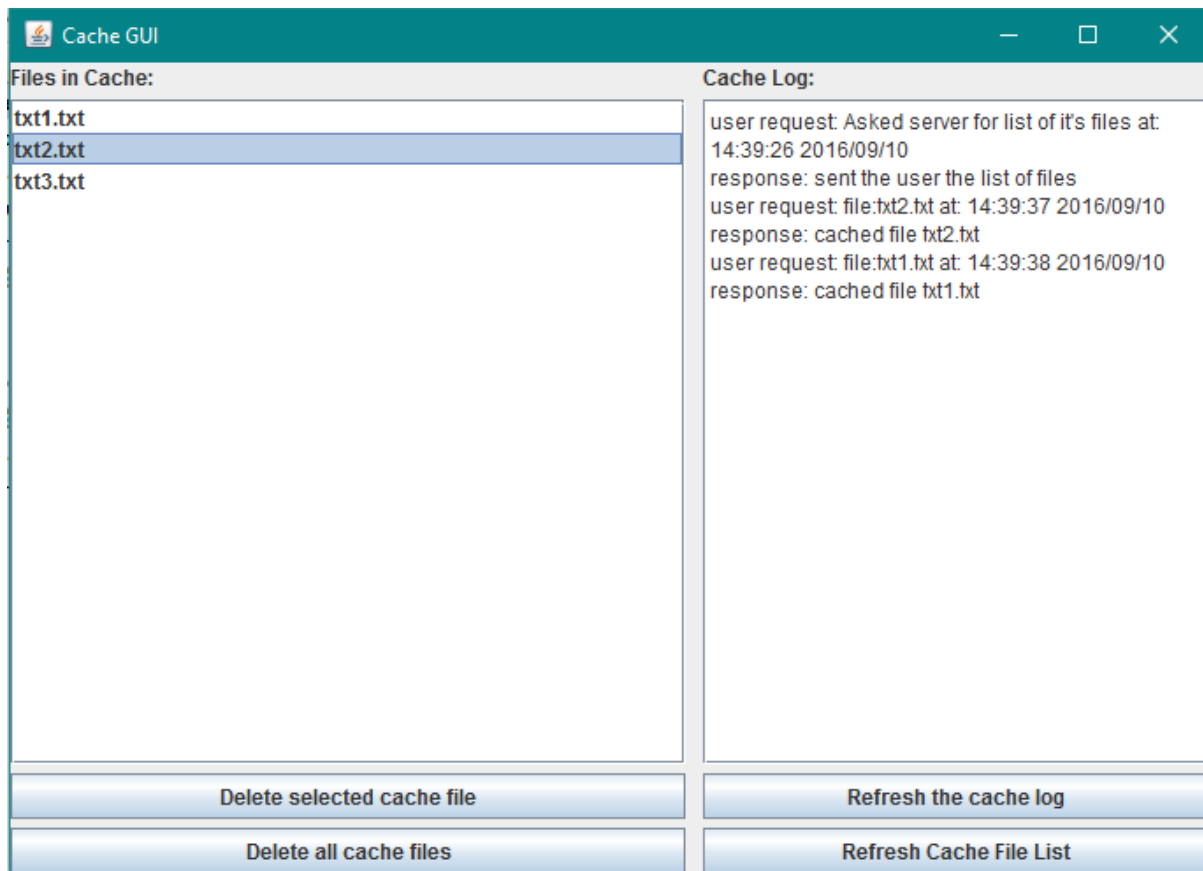 Cache GUI
Files in Cache:
txt1.txt
txt2.txt
txt3.txt
Cache Log:
user request: Asked server for list of it's files at:
14:39:26 2016/09/10
response: sent the user the list of files
user request: file:txt2.txt at: 14:39:37 2016/09/10
response: cached file txt2.txt
user request: file:txt1.txt at: 14:39:38 2016/09/10
response: cached file txt1.txt
Delete selected cache file
Refresh the cache log
Delete all cache files
Refresh Cache File List